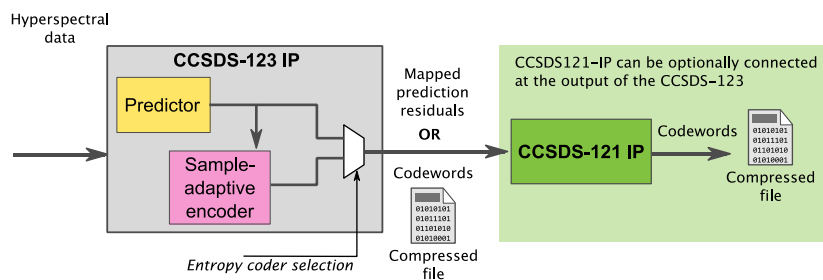 Hyperspectral
data
CCSDS-123 IP
Predictor
Sample-
adaptive
encoder
Entropy coder selection
Mapped
prediction
residuals
OR
Codewords
01010101
01011101
01101010
01010001
Compressed
file
CCSDS121-IP can be optionally connected
at the output of the CCSDS-123
CCSDS-121 IP
Codewords
01010101
01011101
01101010
01010001
Compressed
file